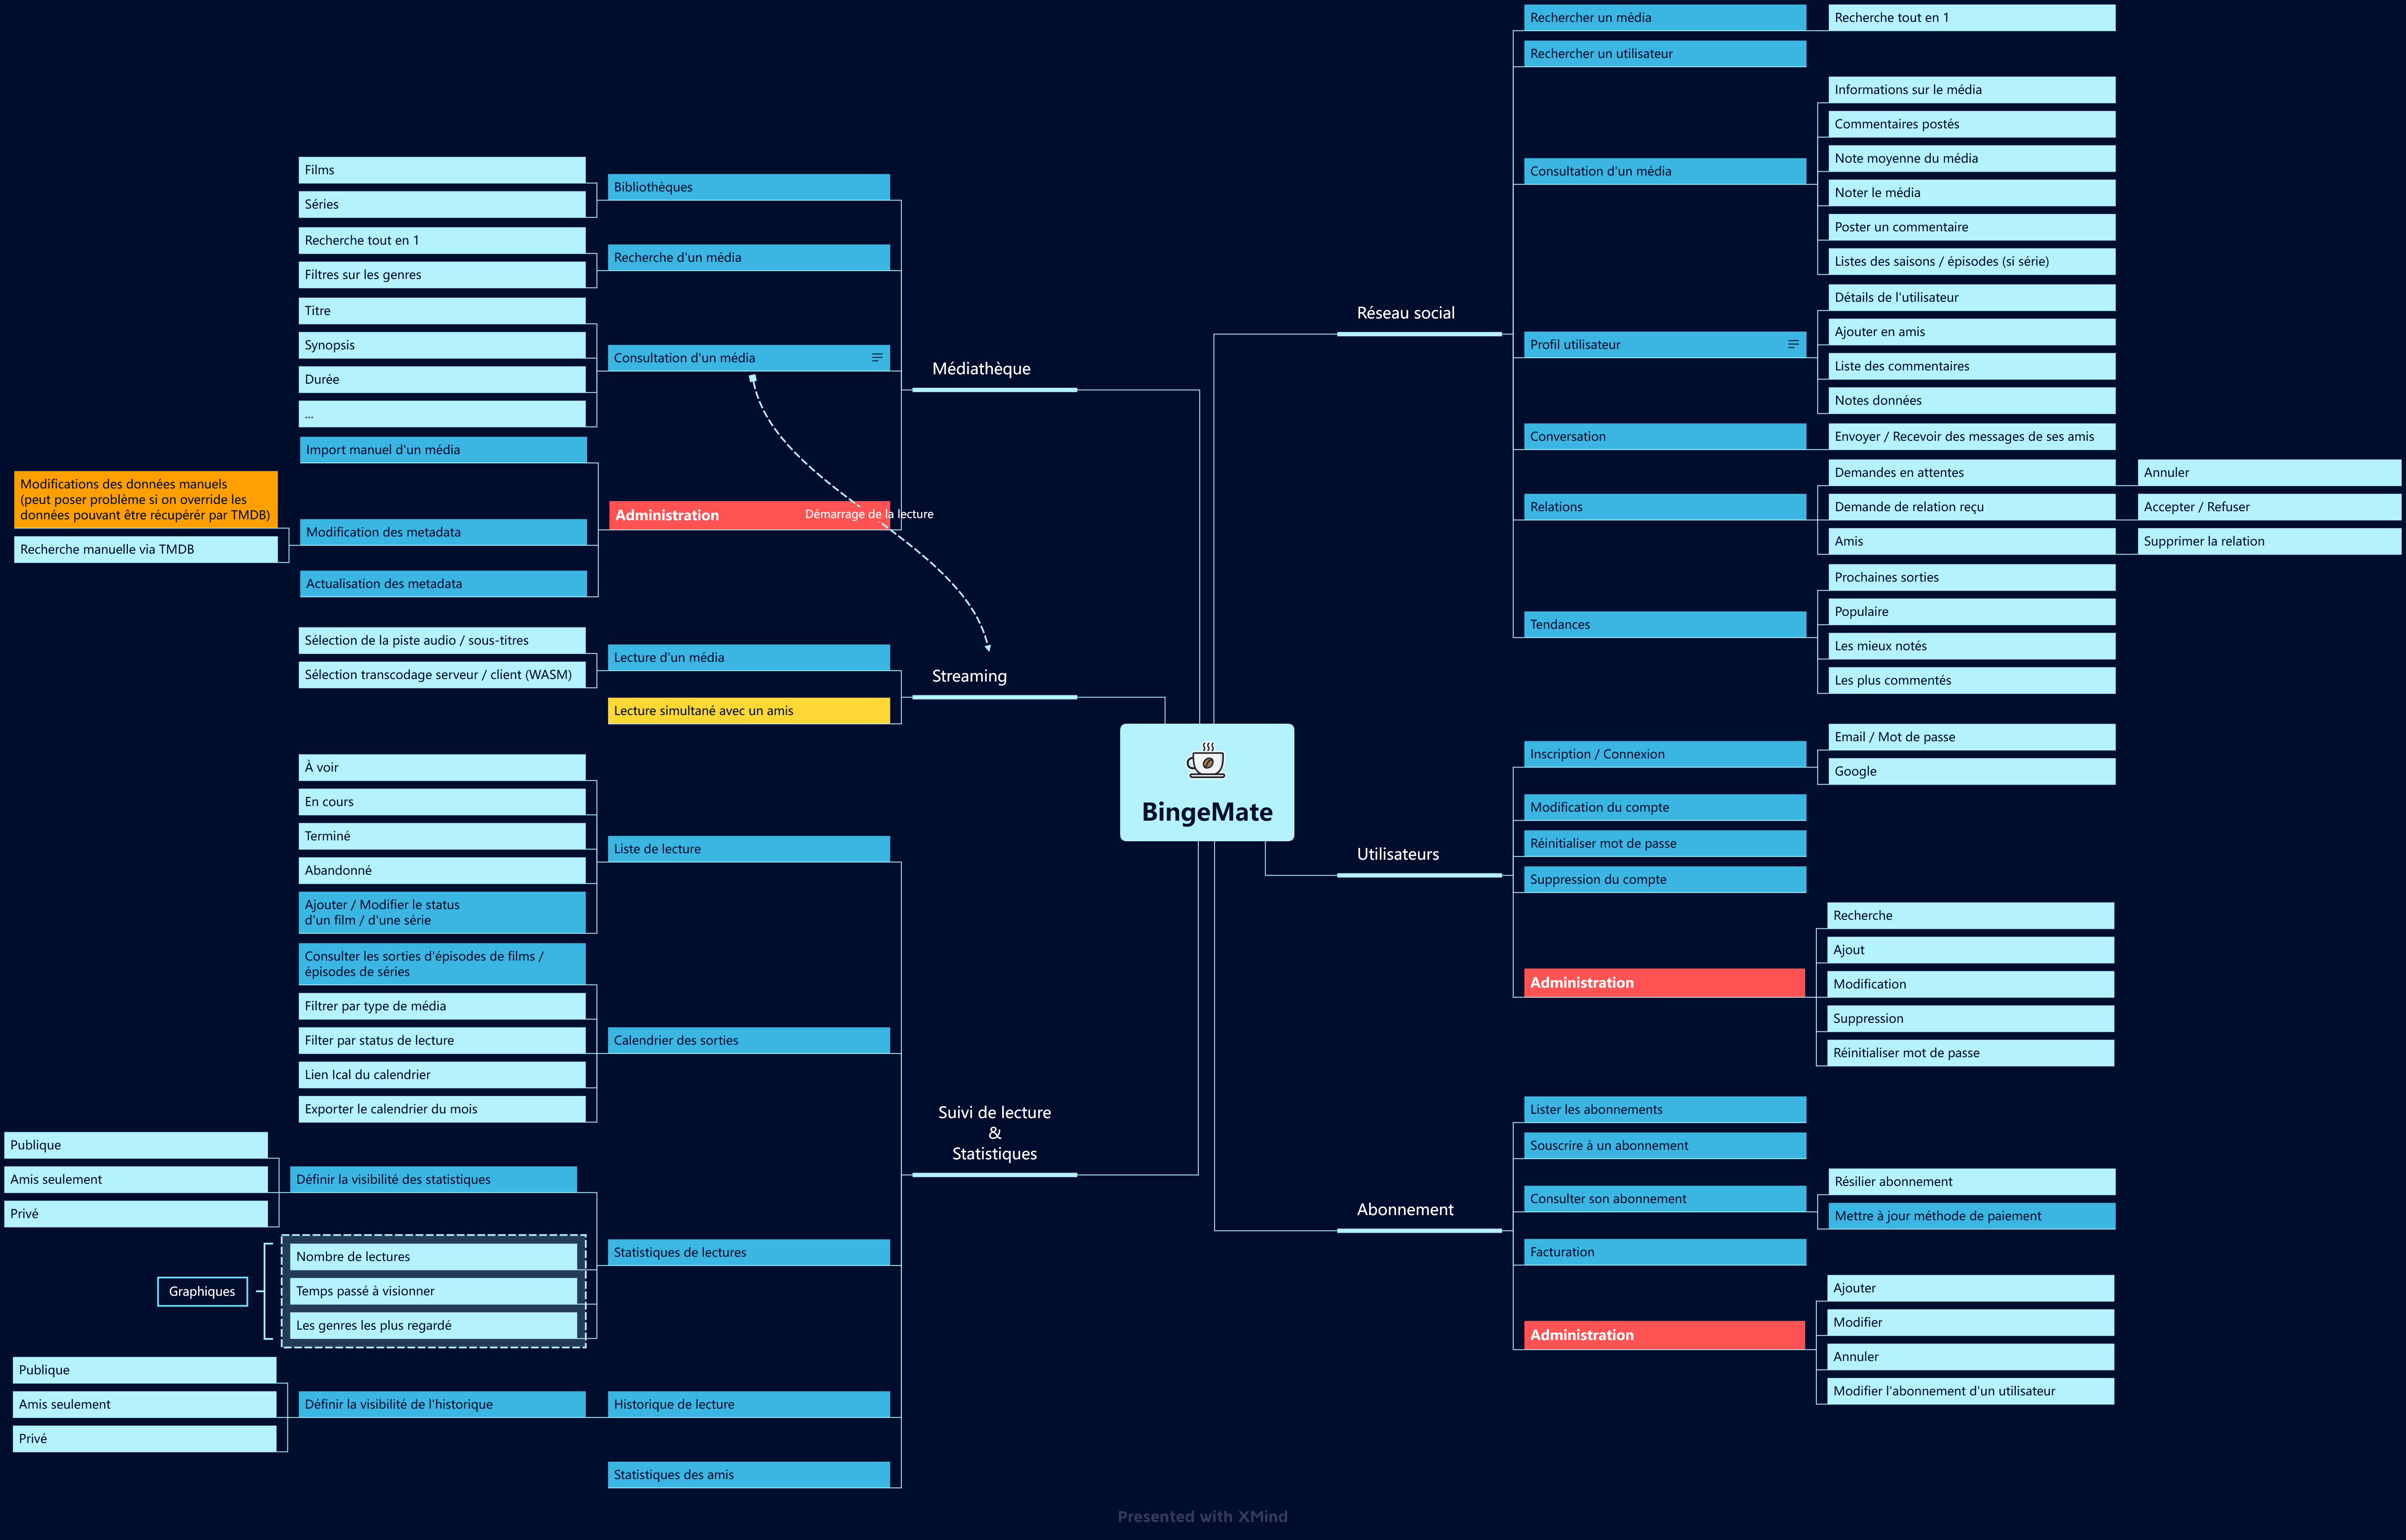 BingeMate
Réseau social
Rechercher un média
Recherche tout en 1
Rechercher un utilisateur
Consultation d'un média
Informations sur le média
Commentaires postés
Note moyenne du média
Noter le média
Poster un commentaire
Listes des saisons / épisodes (si série)
Profil utilisateur
Détails de l'utilisateur
Ajouter en amis
Liste des commentaires
Notes données
Conversation
Envoyer / Recevoir des messages de ses amis
Relations
Demandes en attentes
Annuler
Demande de relation reçu
Accepter / Refuser
Amis
Supprimer la relation
Tendances
Prochaines sorties
Populaire
Les mieux notés
Les plus commentés
Utilisateurs
Inscription / Connexion
Email / Mot de passe
Google
Modification du compte
Réinitialiser mot de passe
Suppression du compte
Administration
Recherche
Ajout
Modification
Suppression
Réinitialiser mot de passe
Abonnement
Lister les abonnements
Souscrire à un abonnement
Consulter son abonnement
Résilier abonnement
Mettre à jour méthode de paiement
Facturation
Administration
Ajouter
Modifier
Annuler
Modifier l'abonnement d'un utilisateur
Médiathèque
Bibliothèques
Films
Séries
Recherche d'un média
Recherche tout en 1
Filtres sur les genres
Consultation d'un média
Titre
Synopsis
Durée
...
Administration
Démarrage de la lecture
Import manuel d'un média
Modification des metadata
Modifications des données manuels
(peut poser problème si on override les
données pouvant être récupérér par TMDB)
Recherche manuelle via TMDB
Actualisation des metadata
Streaming
Lecture d'un média
Sélection de la piste audio / sous-titres
Sélection transcodage serveur / client (WASM)
Lecture simultané avec un amis
Suivi de lecture
&
Statistiques
Liste de lecture
À voir
En cours
Terminé
Abandonné
Ajouter / Modifier le status
d'un film / d'une série
Calendrier des sorties
Consulter les sorties d'épisodes de films /
épisodes de séries
Filtrer par type de média
Filter par status de lecture
Lien Ical du calendrier
Exporter le calendrier du mois
Statistiques de lectures
Définir la visibilité des statistiques
Publique
Amis seulement
Privé
Nombre de lectures
Temps passé à visionner
Les genres les plus regardé
Graphiques
Historique de lecture
Définir la visibilité de l'historique
Publique
Amis seulement
Privé
Statistiques des amis
Presented with XMind